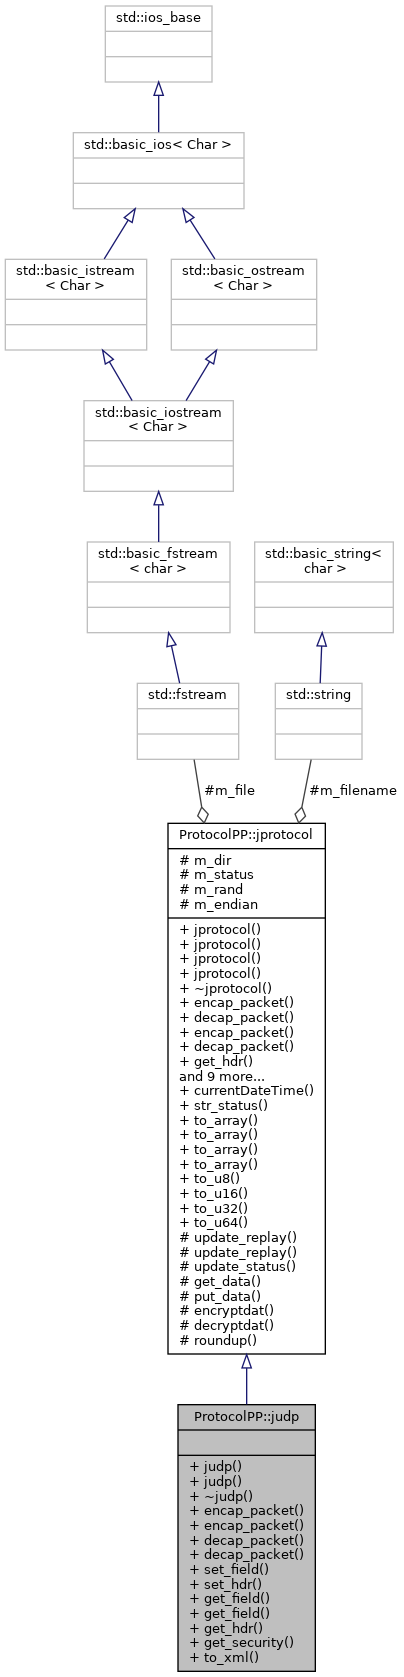 std::ios_base
std::basic_ios< Char >
std::basic_istream
< Char >
std::basic_ostream
< Char >
std::basic_iostream
< Char >
std::basic_fstream
< char >
std::basic_string<
char >
std::fstream
std::string
#m_file
#m_filename
ProtocolPP::jprotocol
# m_dir
# m_status
# m_rand
# m_endian
+ jprotocol()
+ jprotocol()
+ jprotocol()
+ jprotocol()
+ ~jprotocol()
+ encap_packet()
+ decap_packet()
+ encap_packet()
+ decap_packet()
+ get_hdr()
and 9 more...
+ currentDateTime()
+ str_status()
+ to_array()
+ to_array()
+ to_array()
+ to_array()
+ to_u8()
+ to_u16()
+ to_u32()
+ to_u64()
# update_replay()
# update_replay()
# update_status()
# get_data()
# put_data()
# encryptdat()
# decryptdat()
# roundup()
ProtocolPP::judp
+ judp()
+ judp()
+ ~judp()
+ encap_packet()
+ encap_packet()
+ decap_packet()
+ decap_packet()
+ set_field()
+ set_hdr()
+ get_field()
+ get_field()
+ get_hdr()
+ get_security()
+ to_xml()